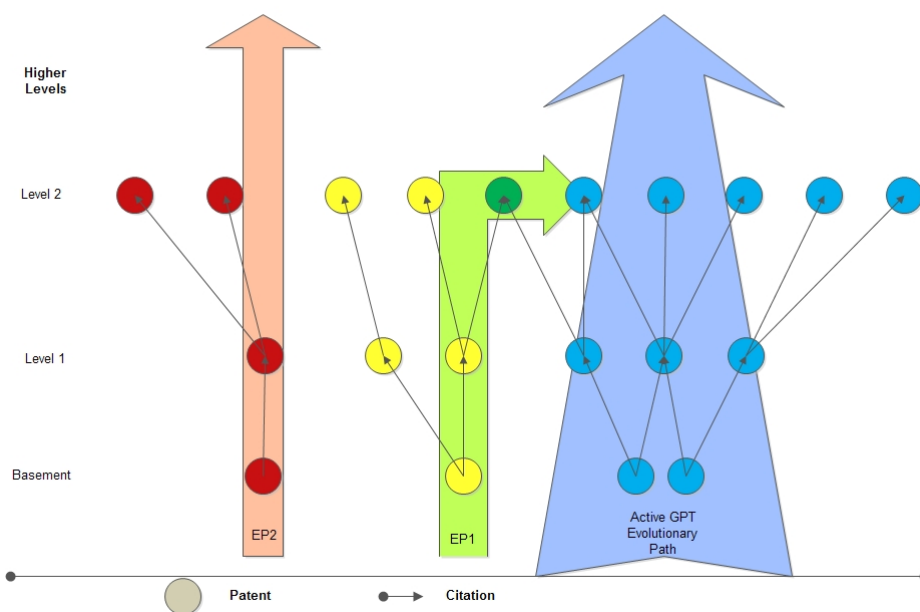 Higher
Levels
Level 2
Level 1
Basement
EP2
EP1
Active GPT
Evolutionary
Path
Patent
Citation